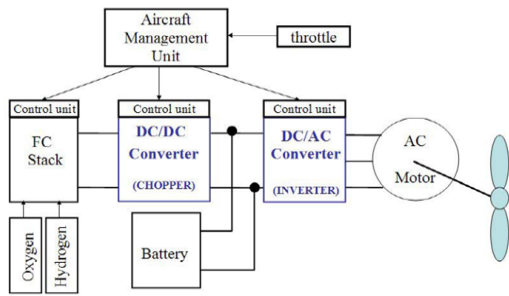 Aircraft
Management
Unit
throttle
Control unit
Control unit
Control unit
FC
Stack
DC/DC
Converter
(CHOPPER)
DC/AC
Converter
(INVERTER)
AC
Motor
Oxygen
Hydrogen
Battery